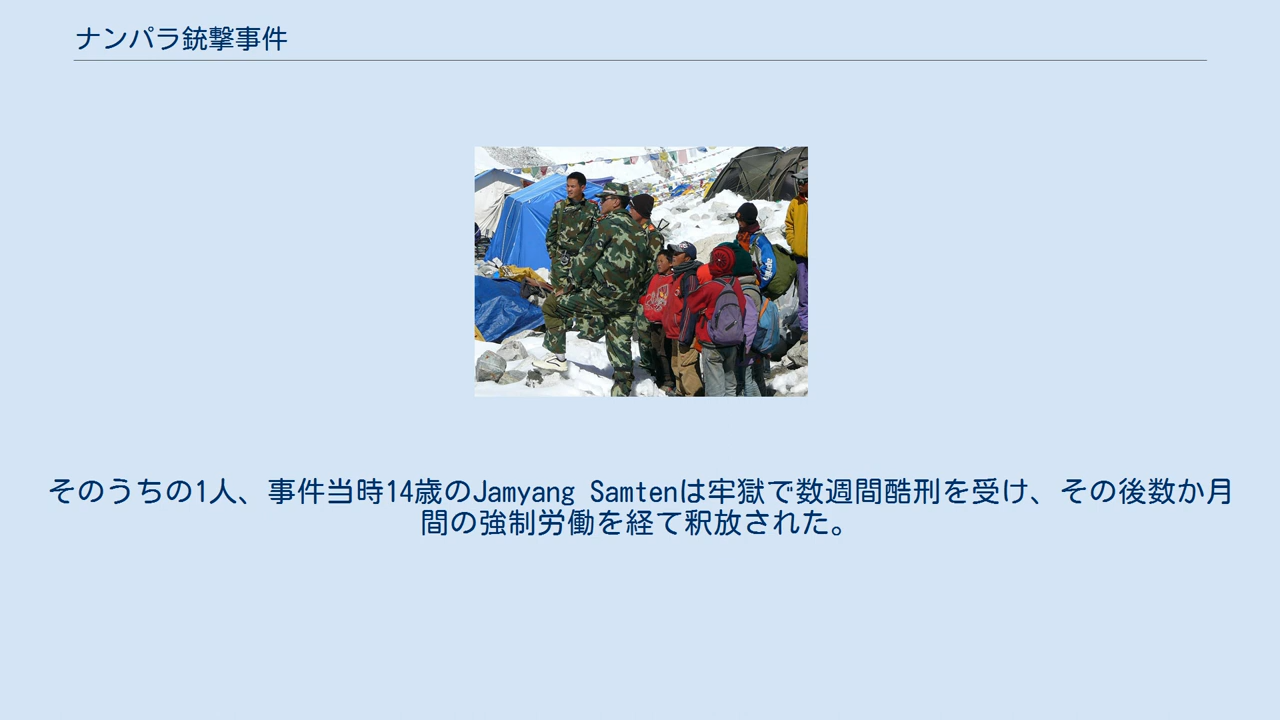 ナンパラ銃撃事件
そのうちの1人、事件当時14歳のJamyang Samtenは牢獄で数週間酷刑を受け、その後数か月
間の強制労働を経て釈放された。